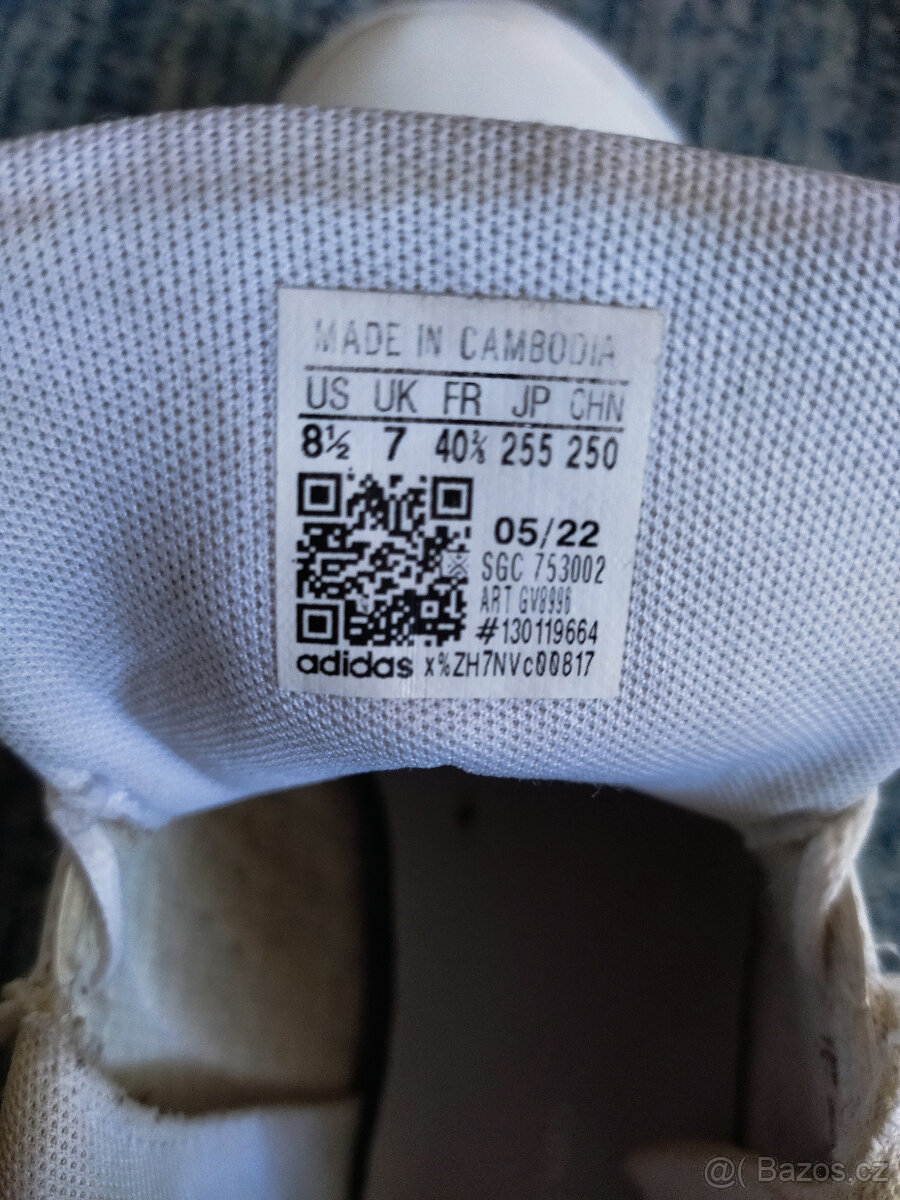 MADE IN CAMBODIA
US UK FR JP CHN
8½ 7 40⅔ 255 250
05/22
SGC 753002
ART GV8996
#130119664
adidas x%ZH7NVc00817
@( Bazos.cz